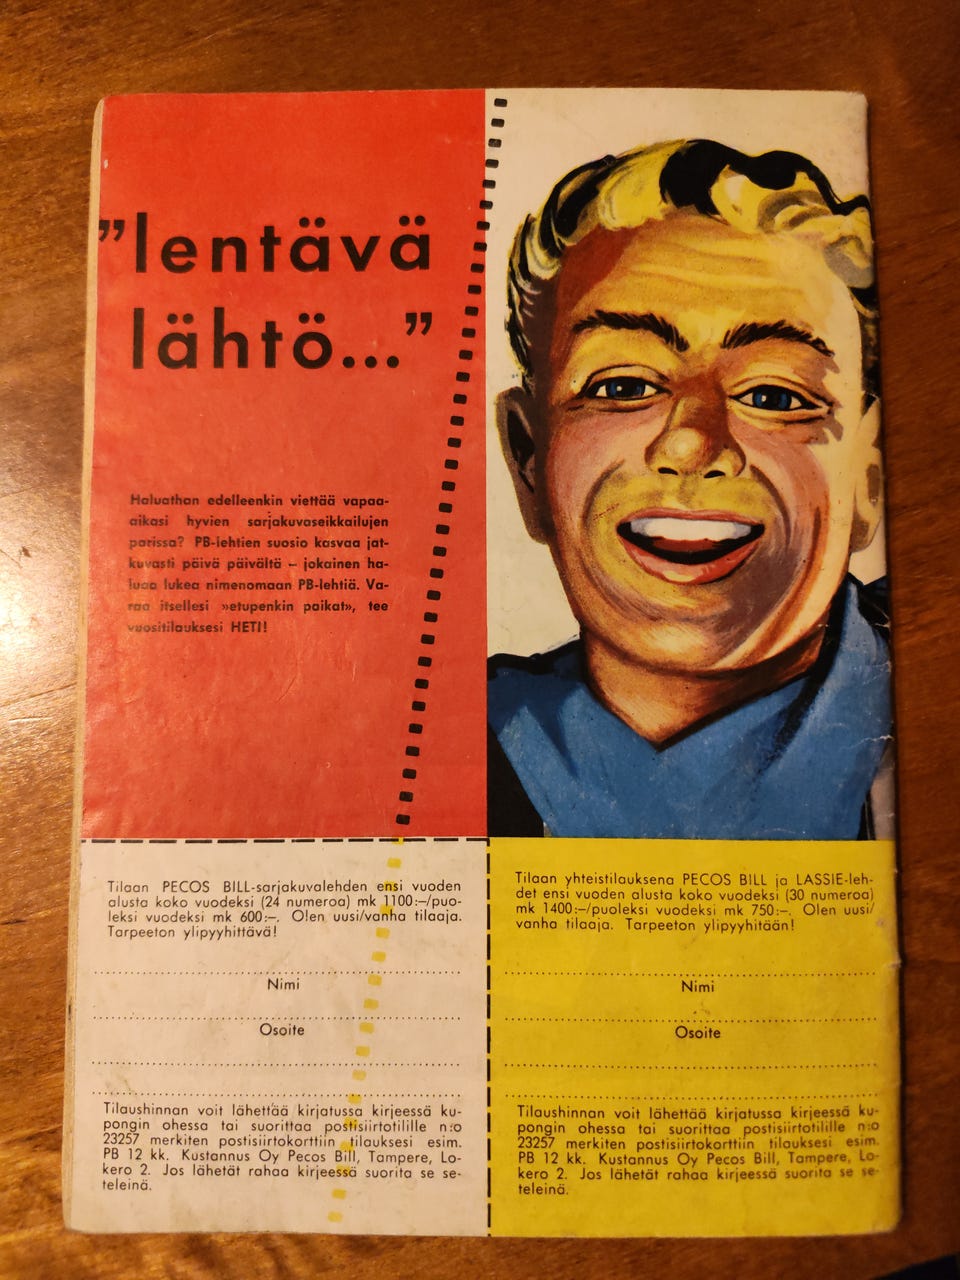 ”lentävä
lähtö...”
Haluathan edelleenkin viettää vapaa-
aikasi hyvien sarjakuvaseikkailujen
parissa? PB-lehtien suosio kasvaa jat-
kuvasti päivä päivältä – jokainen ha-
luaa lukea nimenomaan PB-lehtiä. Va-
raa itsellesi »etupenkin paikat», tee
vuositilauksesi HETI!
Tilaan PECOS BILL-sarjakuvalehden ensi vuoden
alusta koko vuodeksi (24 numeroa) mk 1100:–/puo-
leksi vuodeksi mk 600:–. Olen uusi/vanha tilaaja.
Tarpeeton ylipyyhittävä!
Nimi
Osoite
Tilaushinnan voit lähettää kirjatussa kirjeessä ku-
pongin ohessa tai suorittaa postisiirtotilille n:o
23257 merkiten postisiirtokorttiin tilauksesi esim.
PB 12 kk. Kustannus Oy Pecos Bill, Tampere, Lo-
kero 2. Jos lähetät rahaa kirjeessä suorita se se-
teleinä.
Tilaan yhteistilauksena PECOS BILL ja LASSIE-leh-
det ensi vuoden alusta koko vuodeksi (30 numeroa)
mk 1400:–/puoleksi vuodeksi mk 750:–. Olen uusi/
vanha tilaaja. Tarpeeton ylipyyhitään!
Nimi
Osoite
Tilaushinnan voit lähettää kirjatussa kirjeessä ku-
pongin ohessa tai suorittaa postisiirtotilille n:o
23257 merkiten postisiirtokorttiin tilauksesi esim.
PB 12 kk. Kustannus Oy Pecos Bill, Tampere, Lo-
kero 2. Jos lähetät rahaa kirjeessä suorita se se-
teleinä.